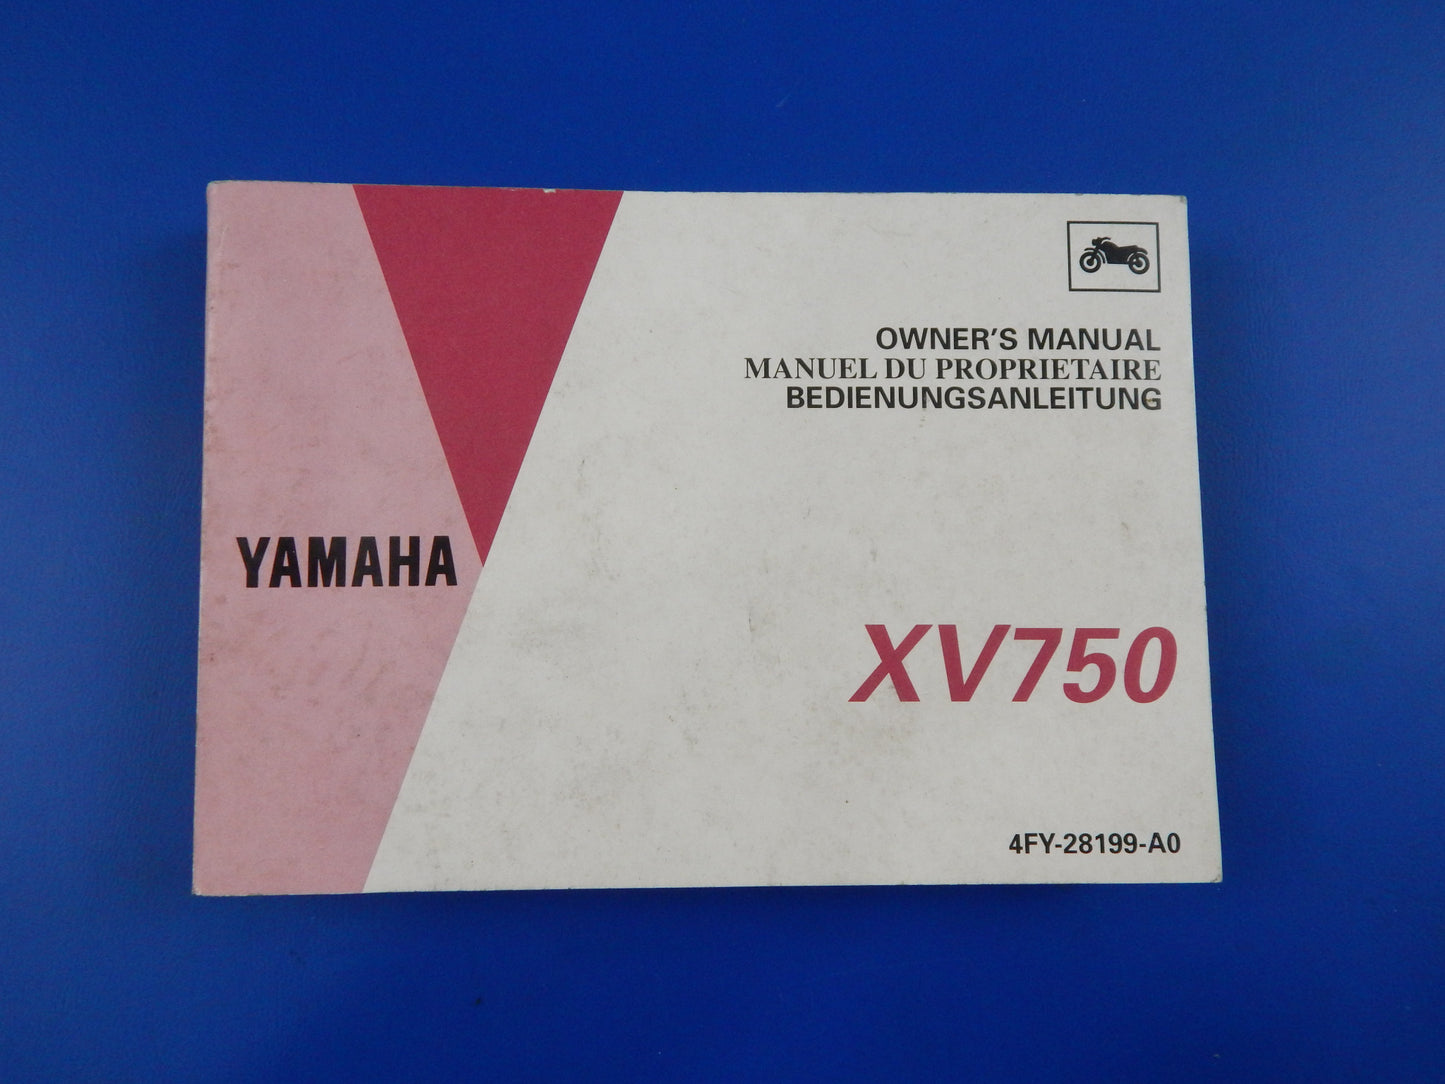 OWNER'S MANUAL
MANUEL DU PROPRIETAIRE
BEDIENUNGSANLEITUNG
YAMAHA
XV750
4FY-28199-A0